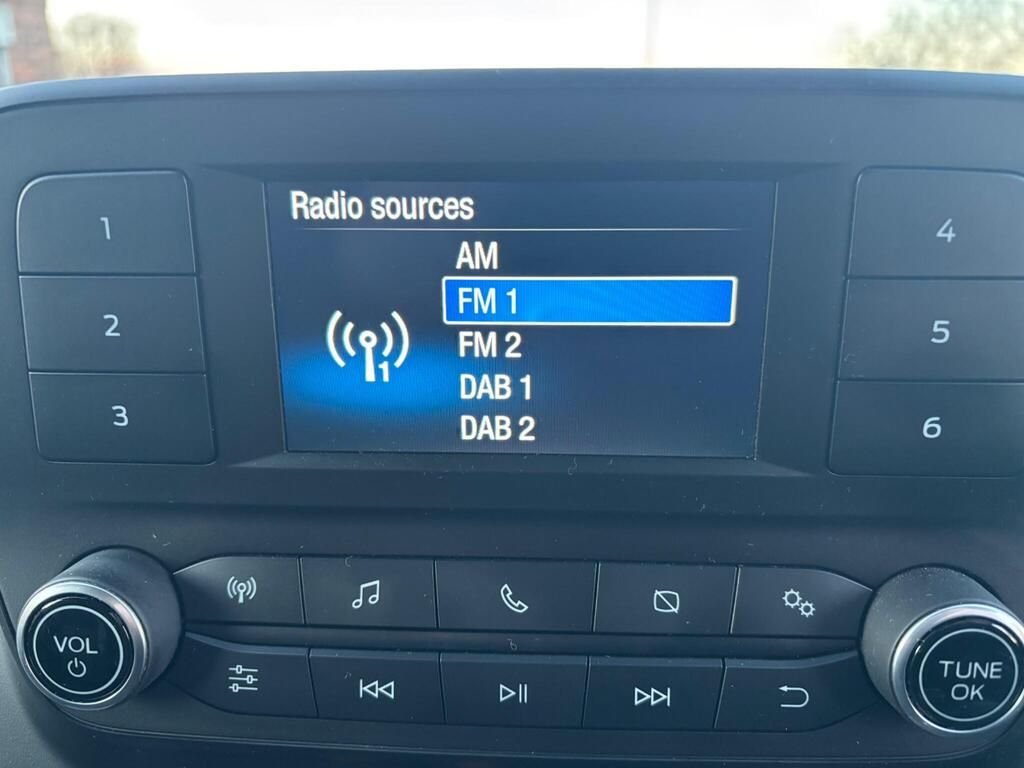 Radio sources
AM
FM 1
FM 2
DAB 1
DAB 2
1
1
2
3
4
5
6
VOL
TUNE
OK